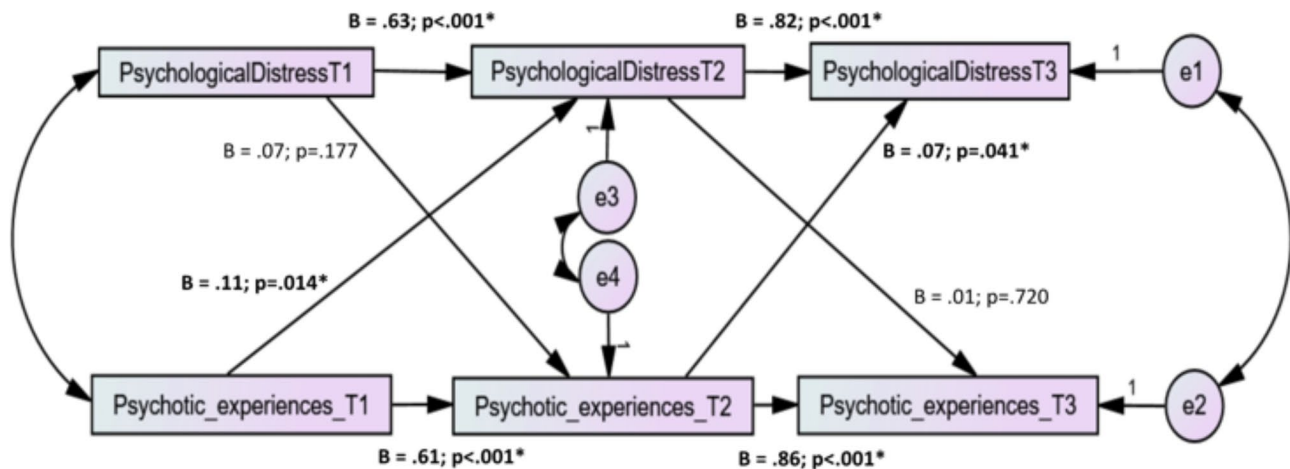 B = .63; p<.001*
B = .82; p<.001*
PsychologicalDistressT1
PsychologicalDistressT2
PsychologicalDistressT3
1
e1
B = .07; p=.177
1
B = .07; p=.041*
e3
e4
B = .11; p=.014*
B = .01; p=.720
1
Psychotic_experiences_T1
Psychotic_experiences_T2
Psychotic_experiences_T3
1
e2
B = .61; p<.001*
B = .86; p<.001*